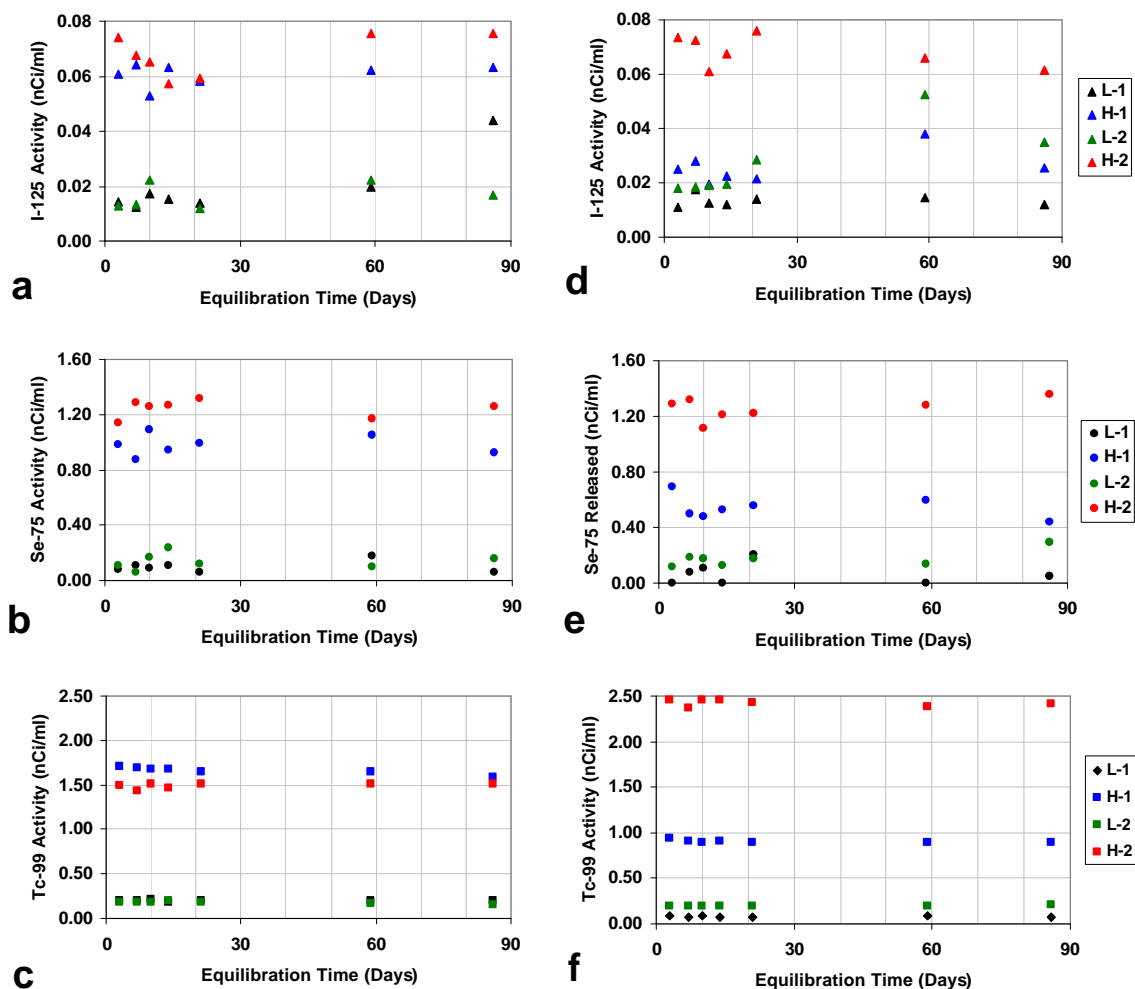 I-125 Activity (nCi/ml)
0.08
0.06
0.04
0.02
0.00
0 30 60 90
Equilibration Time (Days)
a
I-125 Activity (nCi/ml)
0.08
0.06
0.04
0.02
0.00
0 30 60 90
Equilibration Time (Days)
d
L-1
H-1
L-2
H-2
Se-75 Activity (nCi/ml)
1.60
1.20
0.80
0.40
0.00
0 30 60 90
Equilibration Time (Days)
b
Se-75 Released (nCi/ml)
1.60
1.20
0.80
0.40
0.00
0 30 60 90
Equilibration Time (Days)
e
L-1
H-1
L-2
H-2
Tc-99 Activity (nCi/ml)
2.50
2.00
1.50
1.00
0.50
0.00
0 30 60 90
Equilibration Time (Days)
c
Tc-99 Activity (nCi/ml)
2.50
2.00
1.50
1.00
0.50
0.00
0 30 60 90
Equilibration Time (Days)
f
L-1
H-1
L-2
H-2